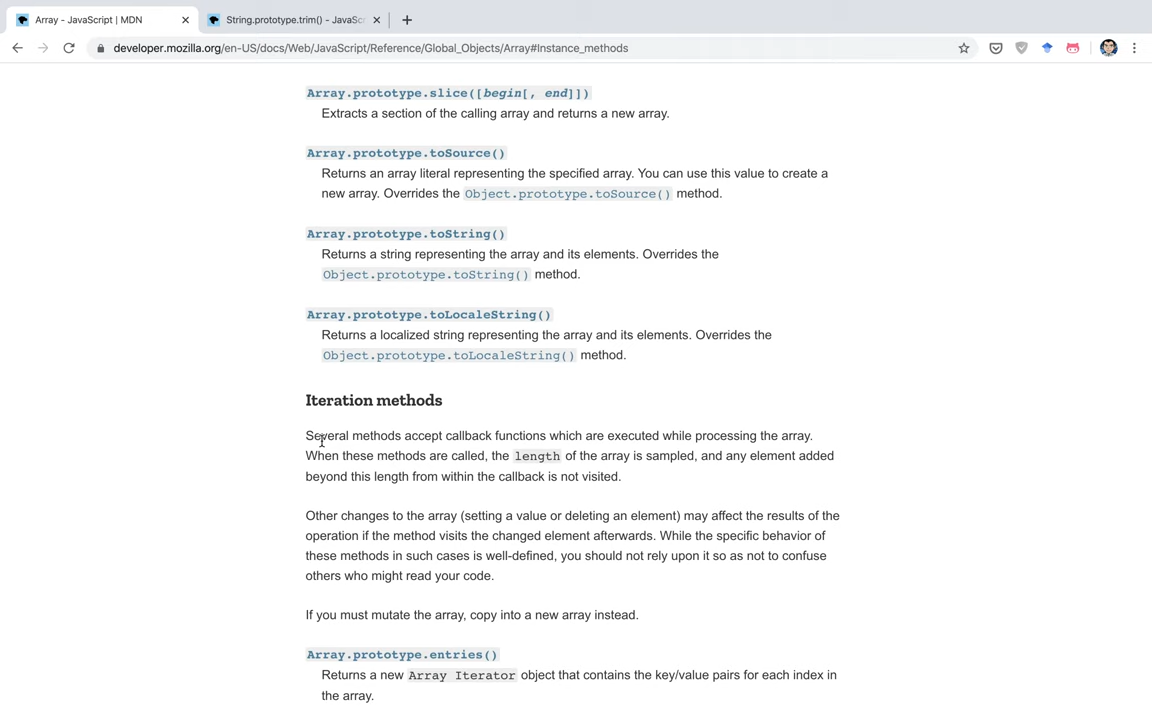 Array - JavaScript | MDN
String.prototype.trim() - JavaSc
developer.mozilla.org/en-US/docs/Web/JavaScript/Reference/Global_Objects/Array#Instance_methods
Array.prototype.slice([begin[, end]])
Extracts a section of the calling array and returns a new array.
Array.prototype.toSource()
Returns an array literal representing the specified array. You can use this value to create a
new array. Overrides the Object.prototype.toSource() method.
Array.prototype.toString()
Returns a string representing the array and its elements. Overrides the
Object.prototype.toString() method.
Array.prototype.toLocaleString()
Returns a localized string representing the array and its elements. Overrides the
Object.prototype.toLocaleString() method.
Iteration methods
Several methods accept callback functions which are executed while processing the array.
When these methods are called, the length of the array is sampled, and any element added
beyond this length from within the callback is not visited.
Other changes to the array (setting a value or deleting an element) may affect the results of the
operation if the method visits the changed element afterwards. While the specific behavior of
these methods in such cases is well-defined, you should not rely upon it so as not to confuse
others who might read your code.
If you must mutate the array, copy into a new array instead.
Array.prototype.entries()
Returns a new Array Iterator object that contains the key/value pairs for each index in
the array.